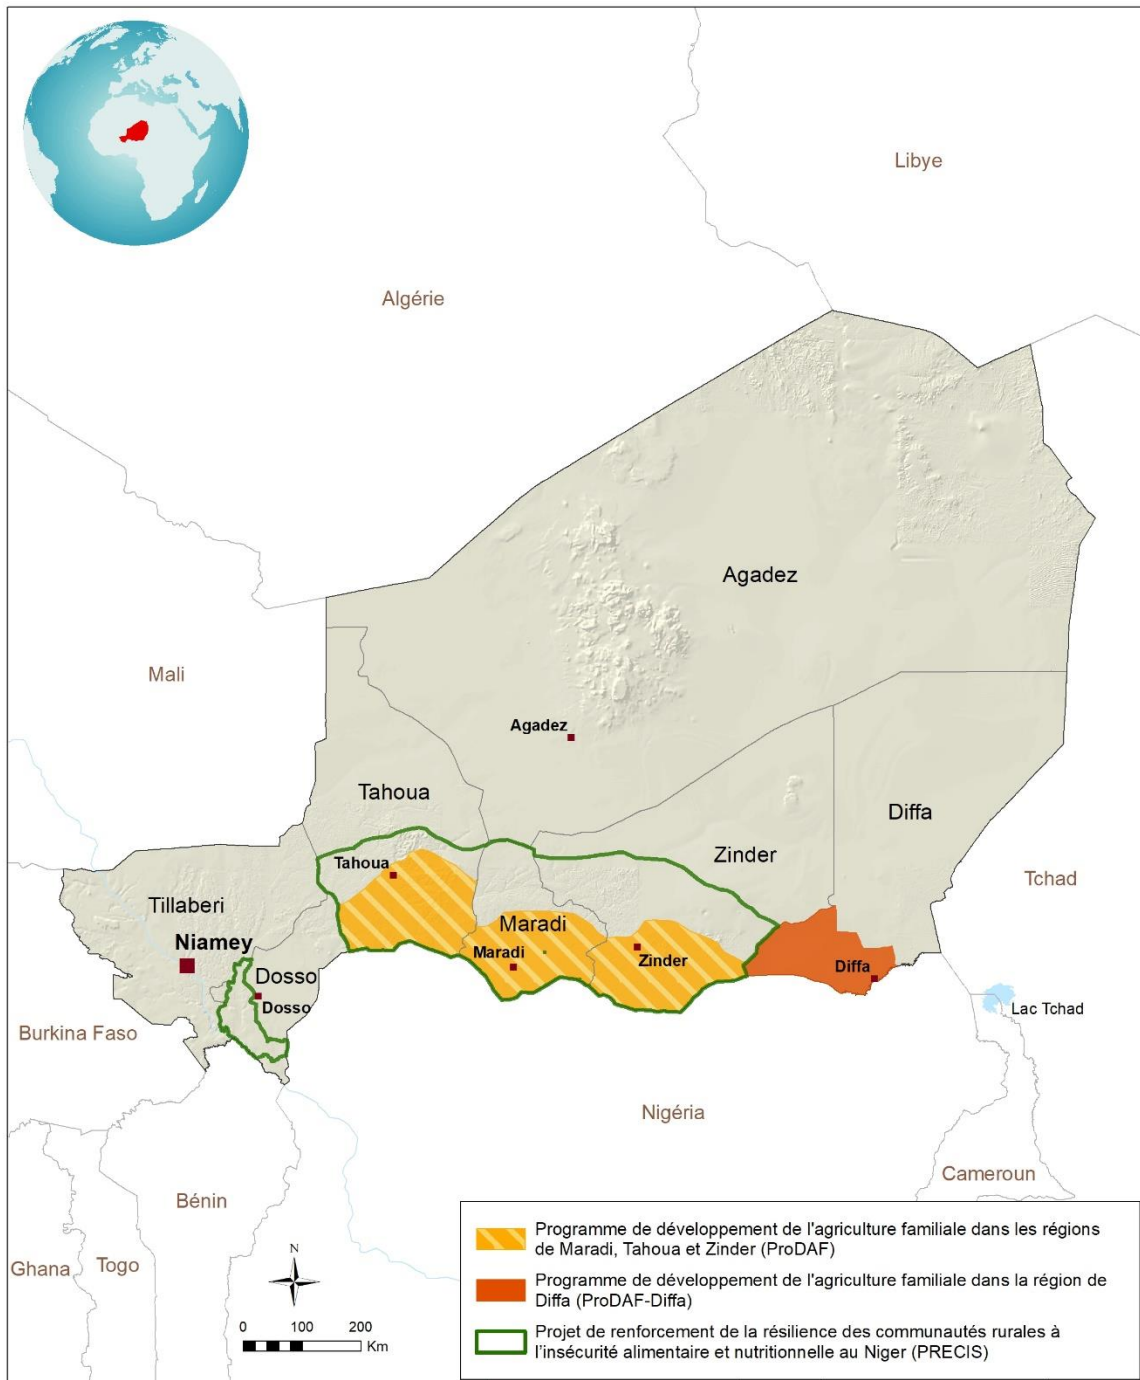 Libye
Algérie
Agadez
Mali
Agadez
Tahoua
Diffa
Zinder
Tahoua
Tchad
Tillaberi
Maradi
Niamey
Maradi
Zinder
Diffa
Dosso
Dosso
Lac Tchad
Burkina Faso
Nigéria
Cameroun
Bénin
Ghana
Togo
N
0 100 200
Km
Programme de développement de l'agriculture familiale dans les régions
de Maradi, Tahoua et Zinder (ProDAF)
Programme de développement de l'agriculture familiale dans la région de
Diffa (ProDAF-Diffa)
Projet de renforcement de la résilience des communautés rurales à
l'insécurité alimentaire et nutritionnelle au Niger (PRECIS)